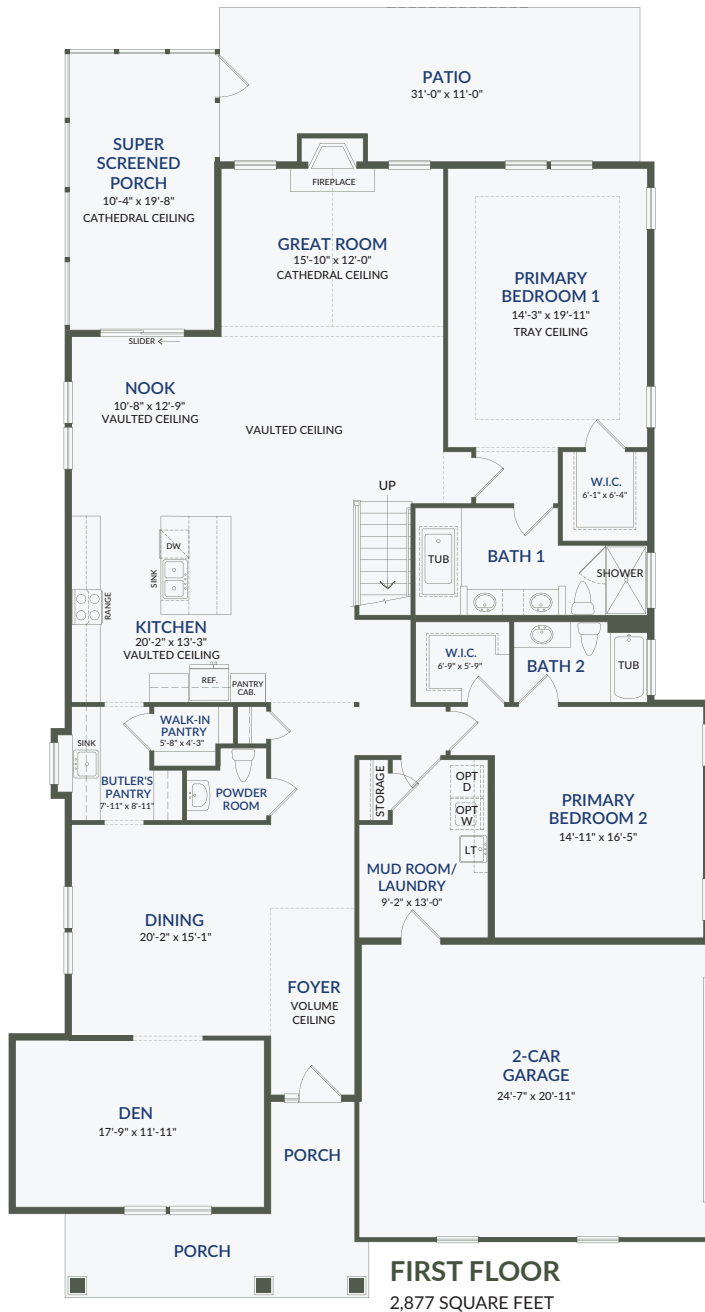 PATIO
31'-0" x 11'-0"
SUPER
SCREENED
PORCH
10'-4" x 19'-8"
CATHEDRAL CEILING
FIREPLACE
GREAT ROOM
15'-10" x 12'-0"
CATHEDRAL CEILING
PRIMARY
BEDROOM 1
14'-3" x 19'-11"
TRAY CEILING
SLIDER
NOOK
10'-8" x 12'-9"
VAULTED CEILING
VAULTED CEILING
UP
W.I.C.
6'-1" x 6'-4"
DW
SINK
TUB
BATH 1
SHOWER
RANGE
KITCHEN
20'-2" x 13'-3"
VAULTED CEILING
REF.
PANTRY
CAB.
W.I.C.
6'-9" x 5'-9"
BATH 2
TUB
WALK-IN
PANTRY
5'-8" x 4'-3"
SINK
BUTLER'S
PANTRY
7'-11" x 8'-11"
POWDER
ROOM
STORAGE
OPT
D
OPT
W
LT
PRIMARY
BEDROOM 2
14'-11" x 16'-5"
MUD ROOM/
LAUNDRY
9'-2" x 13'-0"
DINING
20'-2" x 15'-1"
FOYER
VOLUME
CEILING
2-CAR
GARAGE
24'-7" x 20'-11"
DEN
17'-9" x 11'-11"
PORCH
PORCH
FIRST FLOOR
2,877 SQUARE FEET